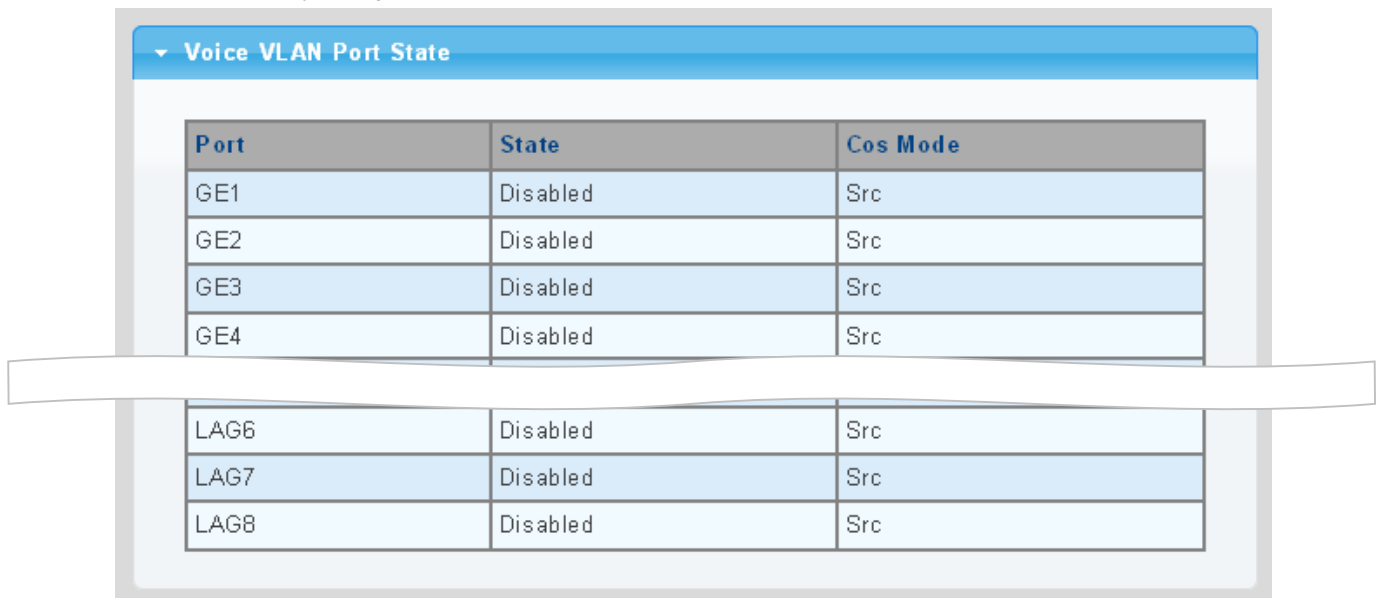 Voice VLAN Port State
Port State Cos Mode
GE1 Disabled Src
GE2 Disabled Src
GE3 Disabled Src
GE4 Disabled Src
LAG6 Disabled Src
LAG7 Disabled Src
LAG8 Disabled Src